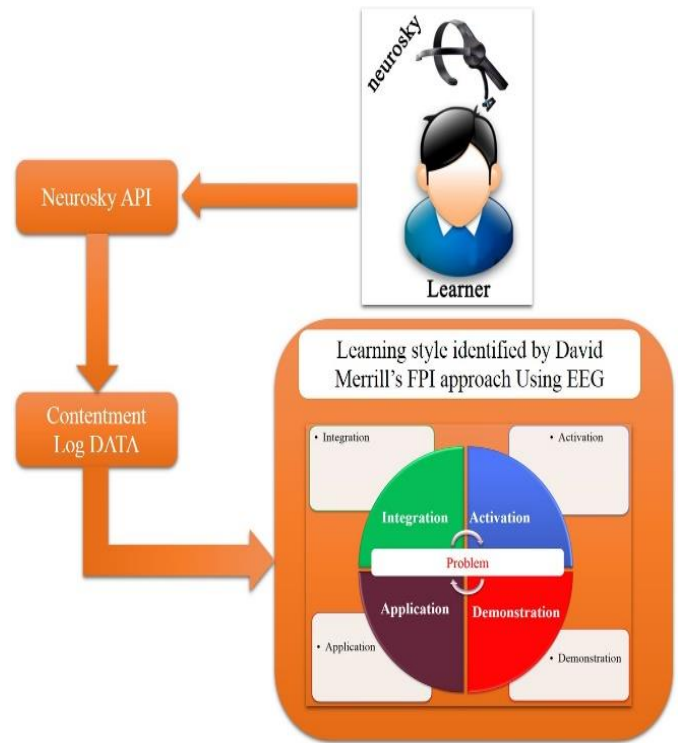 neurosky
Learner
Neurosky API
Contentment
Log DATA
Learning style identified by David
Merrill's FPI approach Using EEG
• Integration
• Activation
Integration
Activation
Problem
Application
Demonstration
• Application
• Demonstration